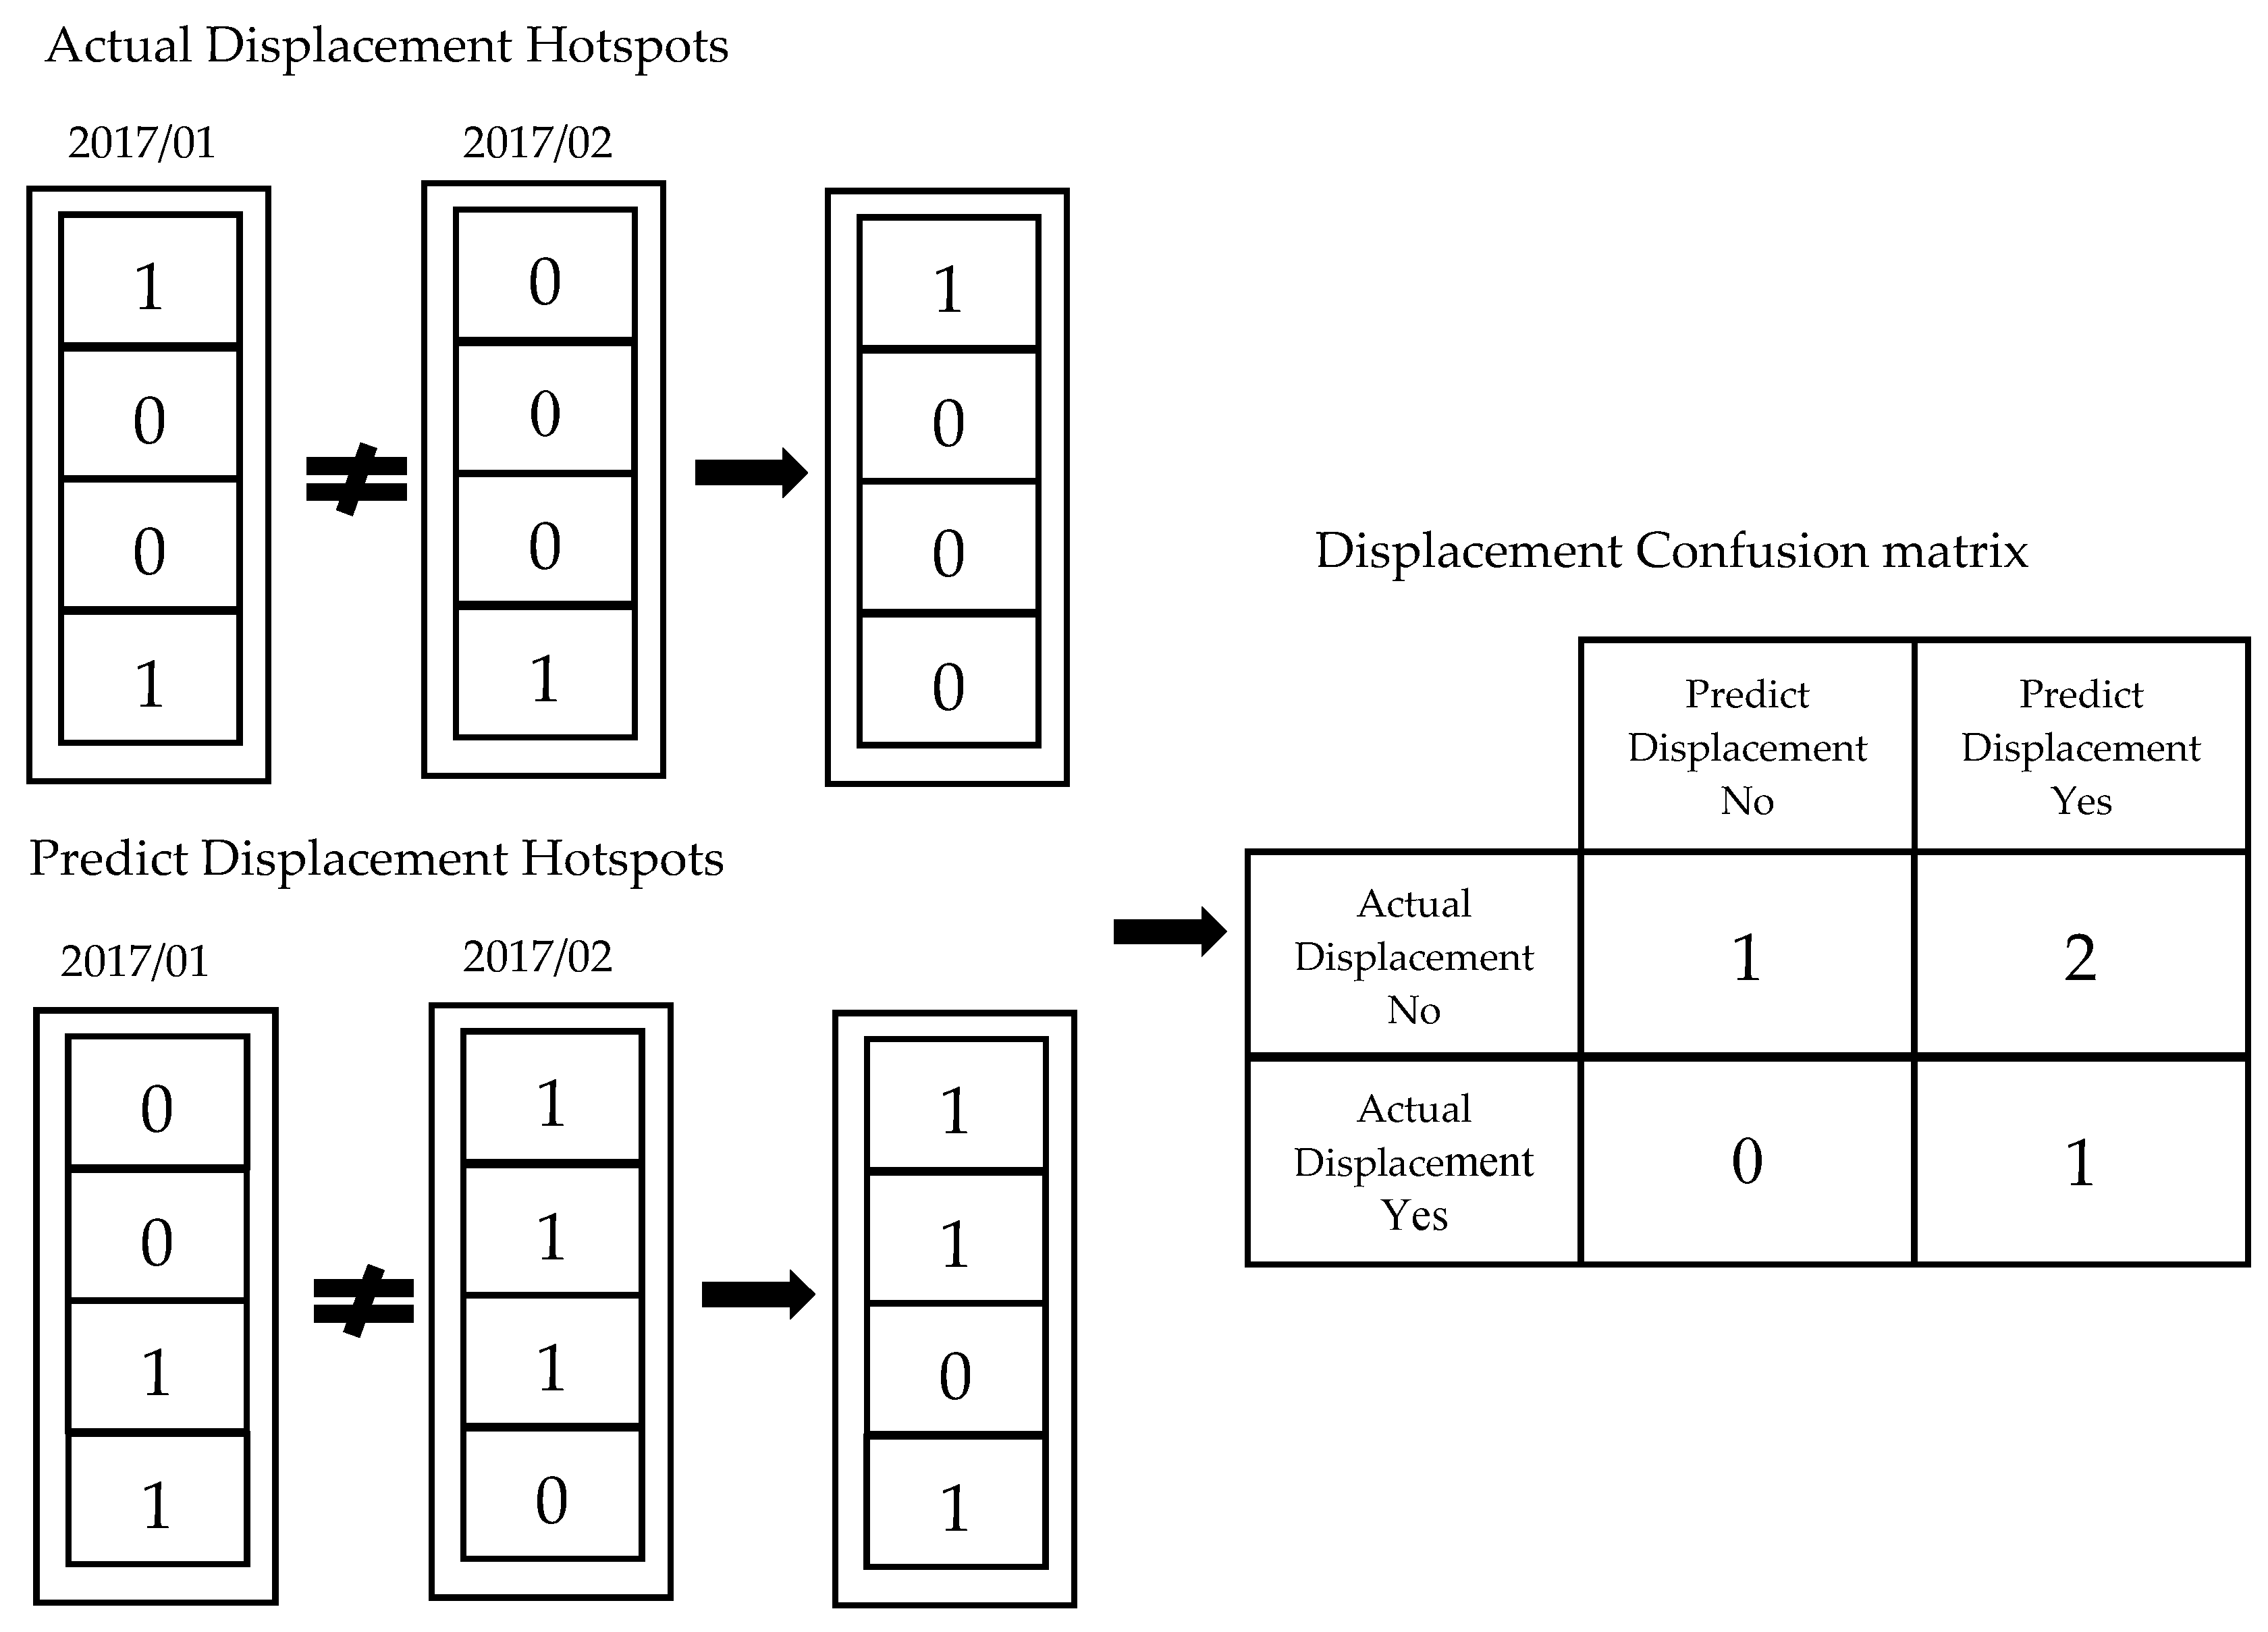 Actual Displacement Hotspots
2017/01
2017/02
1
0
0
1
0
0
0
1
1
0
0
0
Predict Displacement Hotspots
2017/01
2017/02
0
0
1
1
1
1
1
0
1
1
0
1
Displacement Confusion matrix
Predict
Displacement
No
Predict
Displacement
Yes
Actual
Displacement
No
1
2
Actual
Displacement
Yes
0
1